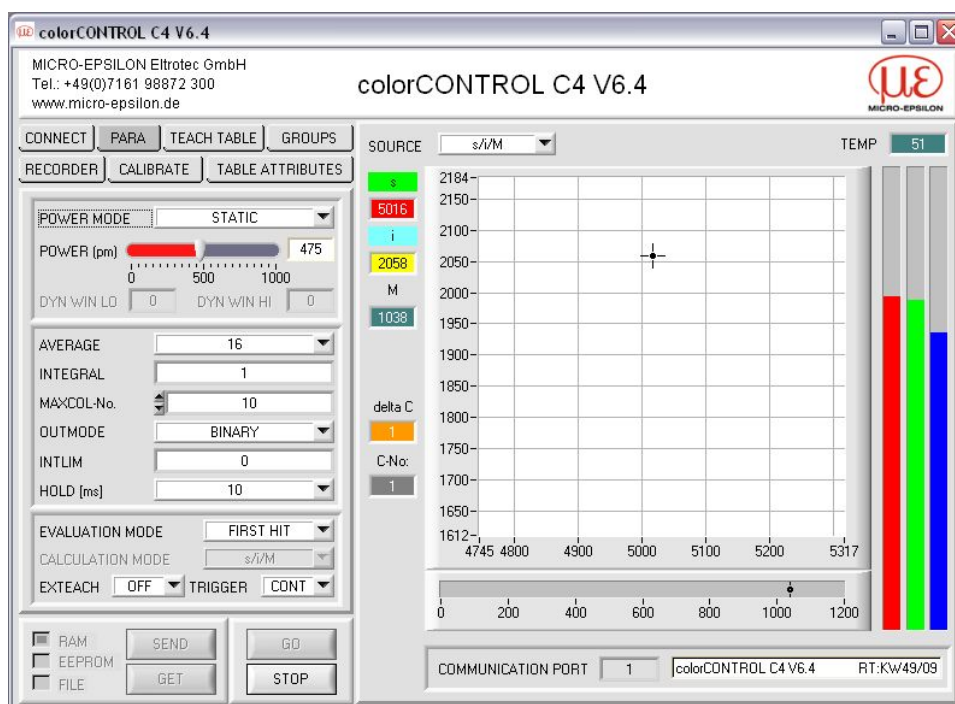 colorCONTROL C4 V6.4
MICRO-EPSILON Eltrotec GmbH
Tel.: +49(0)7161 98872 300
www.micro-epsilon.de
colorCONTROL C4 V6.4
µε
MICRO-EPSILON
CONNECT PARA TEACH TABLE GROUPS
RECORDER CALIBRATE TABLE ATTRIBUTES
POWER MODE STATIC
POWER (pm) 475
0 500 1000
DYN WIN LO 0 DYN WIN HI 0
AVERAGE 16
INTEGRAL 1
MAXCOL-No. 10
OUTMODE BINARY
INTLIM 0
HOLD [ms] 10
EVALUATION MODE FIRST HIT
CALCULATION MODE s/i/M
EXTEACH OFF TRIGGER CONT
RAM
EEPROM
FILE
SEND
GET
GO
STOP
SOURCE s/i/M
TEMP 51
s
5016
i
2058
M
1038
delta C
1
C-No:
1
2184
2150
2100
2050
2000
1950
1900
1850
1800
1750
1700
1650
1612
4745 4800 4900 5000 5100 5200 5317
0 200 400 600 800 1000 1200
COMMUNICATION PORT 1
colorCONTROL C4 V6.4 RT:KW49/09